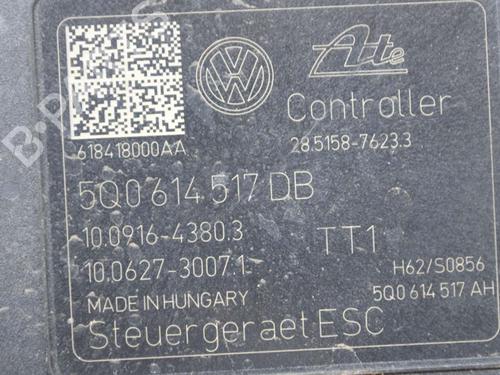 Ate
Controller
618418000AA
28.5158-7623.3
5Q0 614 517 DB
10.0916-4380.3
TT1
10.0627-3007.1
H62/S0856
MADE IN HUNGARY
5Q0 614 517 AH
Steuergeraet ESC